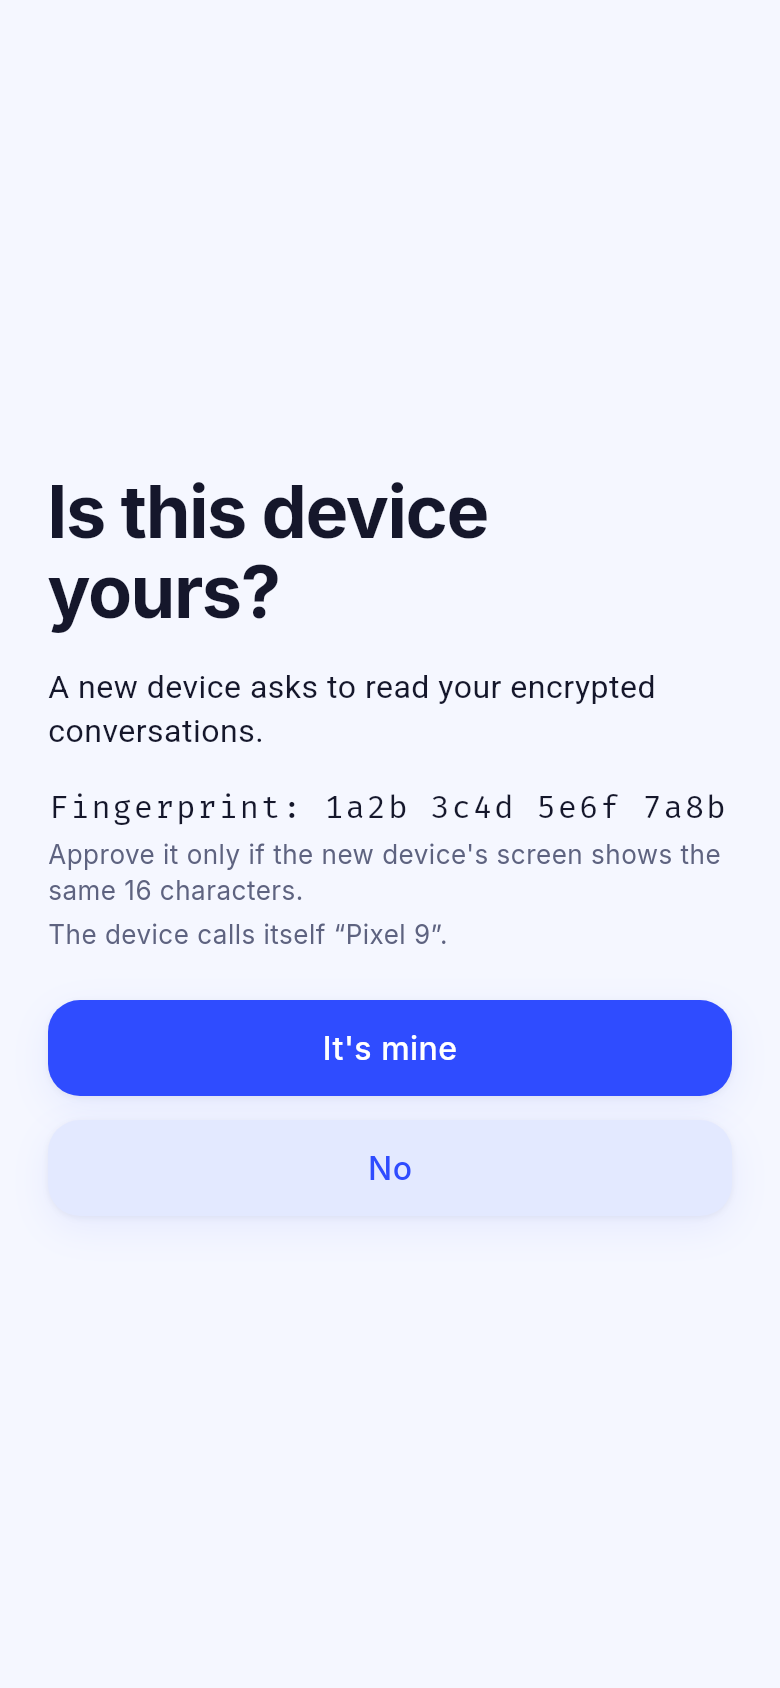 Is this device
yours?
A new device asks to read your encrypted
conversations.
Fingerprint: 1a2b 3c4d 5e6f 7a8b
Approve it only if the new device's screen shows the
same 16 characters.
The device calls itself “Pixel 9”.
It's mine
No